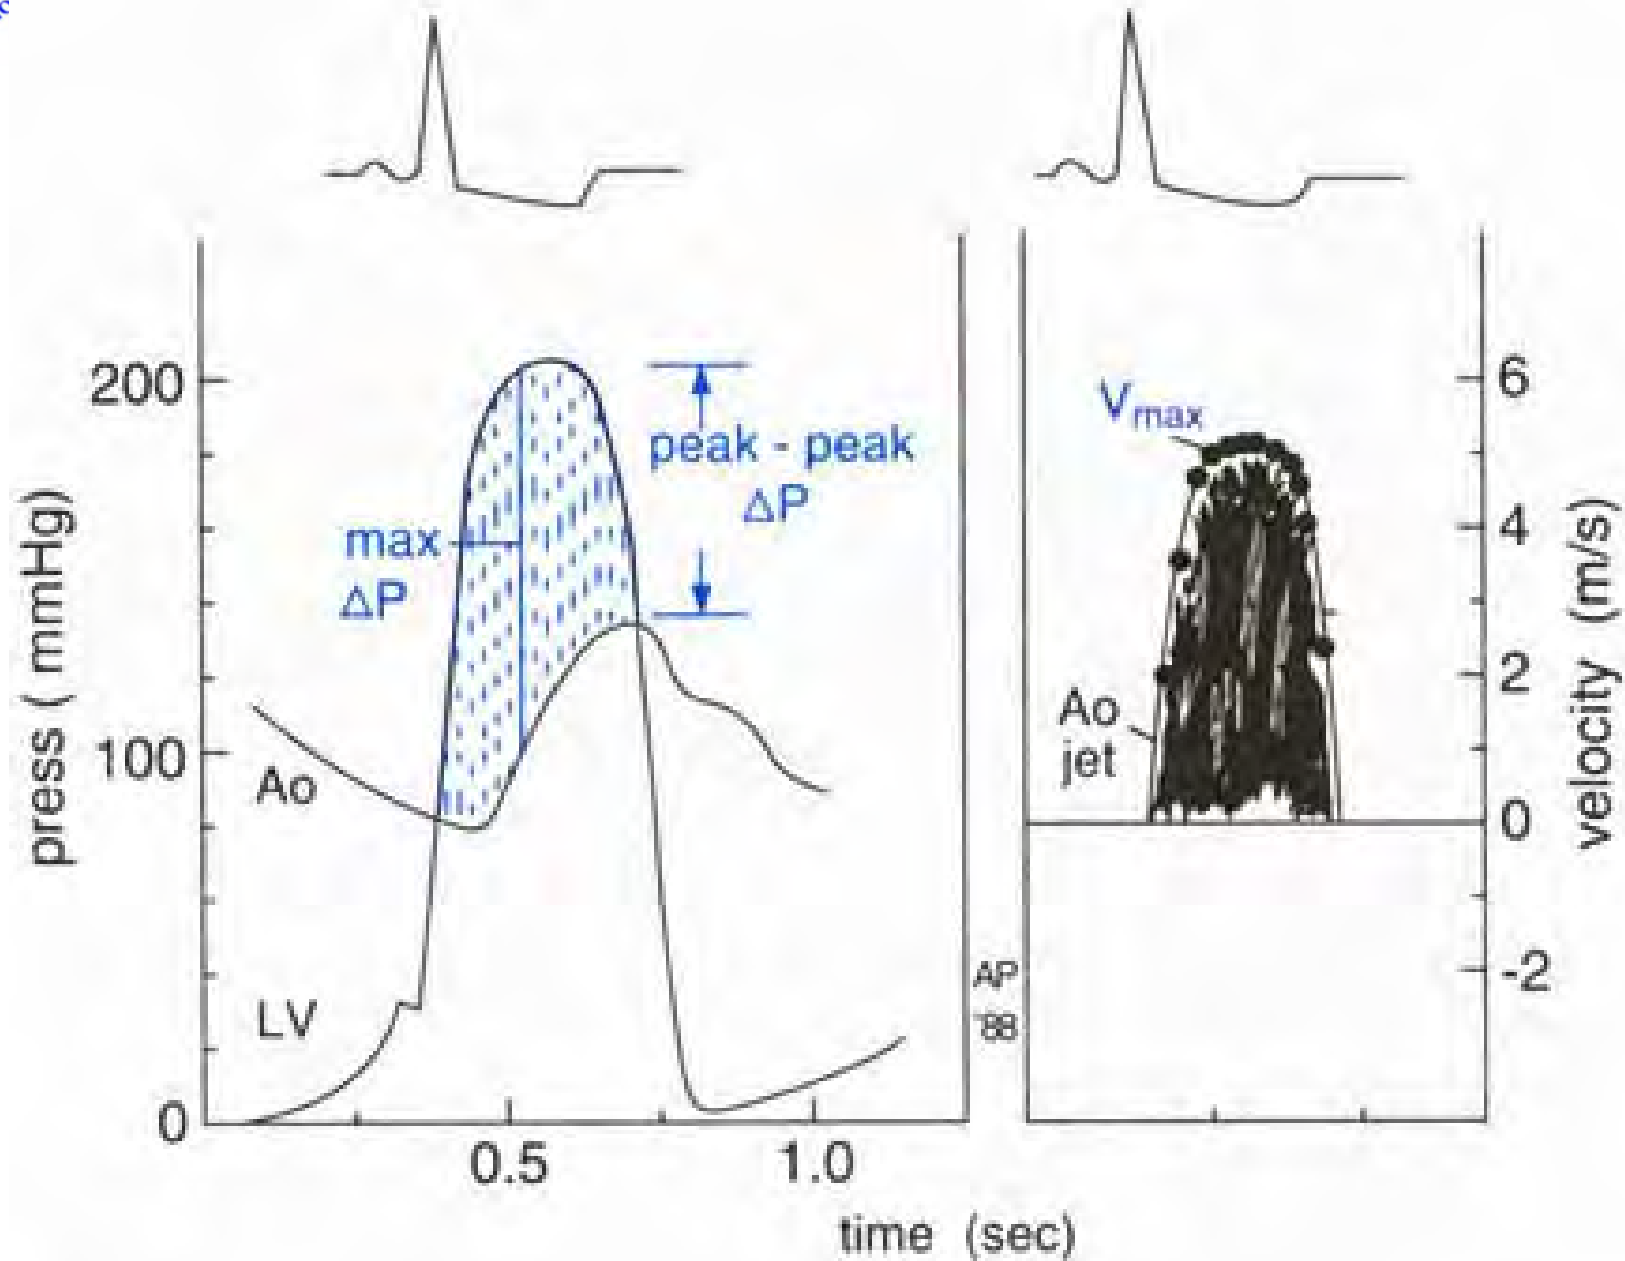 press ( mmHg)
200
100
0
max
ΔP
peak - peak
ΔP
Ao
LV
0.5
1.0
time (sec)
AP
'88
Vmax
Ao
jet
6
4
2
0
-2
velocity (m/s)